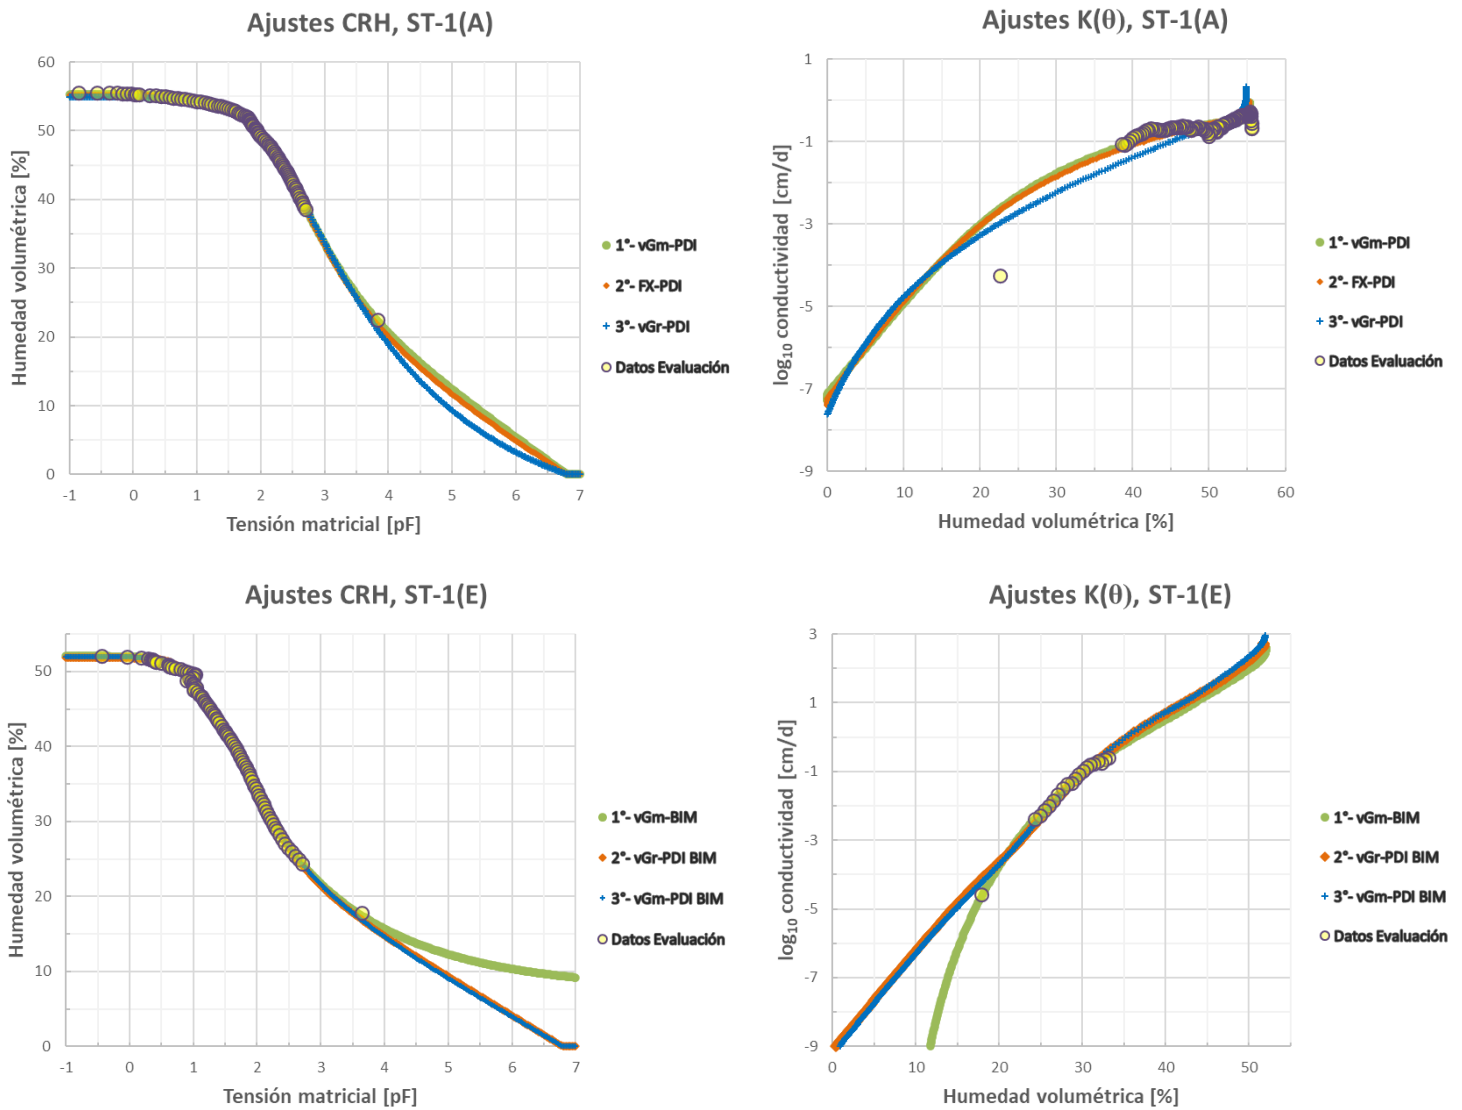 Ajustes CRH, ST-1(A)
Humedad volumétrica [%]
60
50
40
30
20
10
0
-1 0 1 2 3 4 5 6 7
Tensión matricial [pF]
1°- vGm-PDI
2°- FX-PDI
3°- vGr-PDI
Datos Evaluación
Ajustes K(θ), ST-1(A)
log₁₀ conductividad [cm/d]
1
-1
-3
-5
-7
-9
0 10 20 30 40 50 60
Humedad volumétrica [%]
1°- vGm-PDI
2°- FX-PDI
3°- vGr-PDI
Datos Evaluación
Ajustes CRH, ST-1(E)
Humedad volumétrica [%]
50
40
30
20
10
0
-1 0 1 2 3 4 5 6 7
Tensión matricial [pF]
1°- vGm-BIM
2°- vGr-PDI BIM
3°- vGm-PDI BIM
Datos Evaluación
Ajustes K(θ), ST-1(E)
log₁₀ conductividad [cm/d]
3
1
-1
-3
-5
-7
-9
0 10 20 30 40 50
Humedad volumétrica [%]
1°- vGm-BIM
2°- vGr-PDI BIM
3°- vGm-PDI BIM
Datos Evaluación